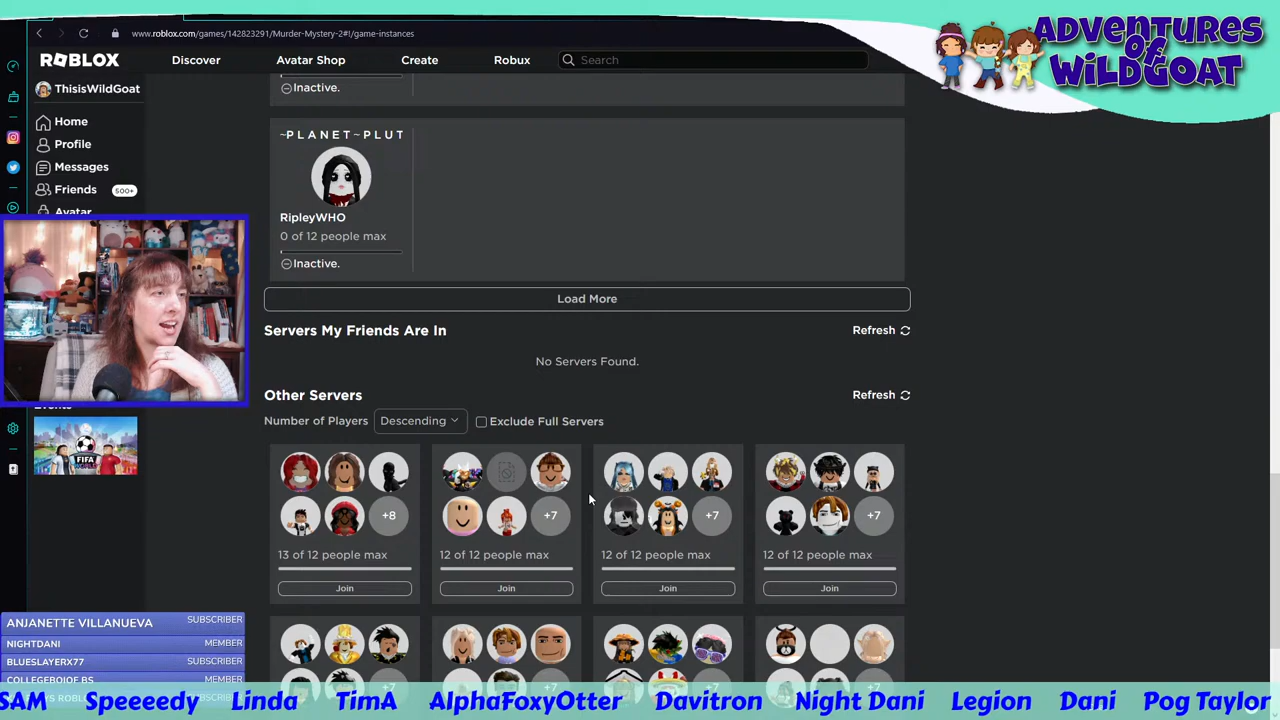 www.roblox.com/games/142823291/Murder-Mystery-2#!/game-instances
ADVENTURES
OF
WILDGOAT
ROBLOX
Discover
Avatar Shop
Create
Robux
Search
ThisisWildGoat
Home
Profile
Messages
Friends
500+
Avatar
Inactive.
~PLANET~PLUT
RipleyWHO
0 of 12 people max
Inactive.
Load More
Servers My Friends Are In
Refresh
No Servers Found.
Other Servers
Refresh
Number of Players
Descending
Exclude Full Servers
+8
13 of 12 people max
Join
+7
12 of 12 people max
Join
+7
12 of 12 people max
Join
+7
12 of 12 people max
Join
FIFA
WORLD
ANJANETTE VILLANUEVA SUBSCRIBER
NIGHTDANI MEMBER
BLUESLAYERX77 SUBSCRIBER
COLLEGEBOIOF BS MEMBER
SAM Speeeedy Linda TimA AlphaFoxyOtter Davitron Night Dani Legion Dani Pog Taylor